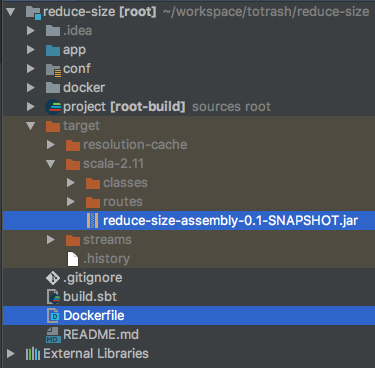 reduce-size [root] ~/workspace/totrash/reduce-size
.idea
app
conf
docker
project [root-build] sources root
target
resolution-cache
scala-2.11
classes
routes
reduce-size-assembly-0.1-SNAPSHOT.jar
streams
.history
.gitignore
build.sbt
Dockerfile
MD README.md
External Libraries